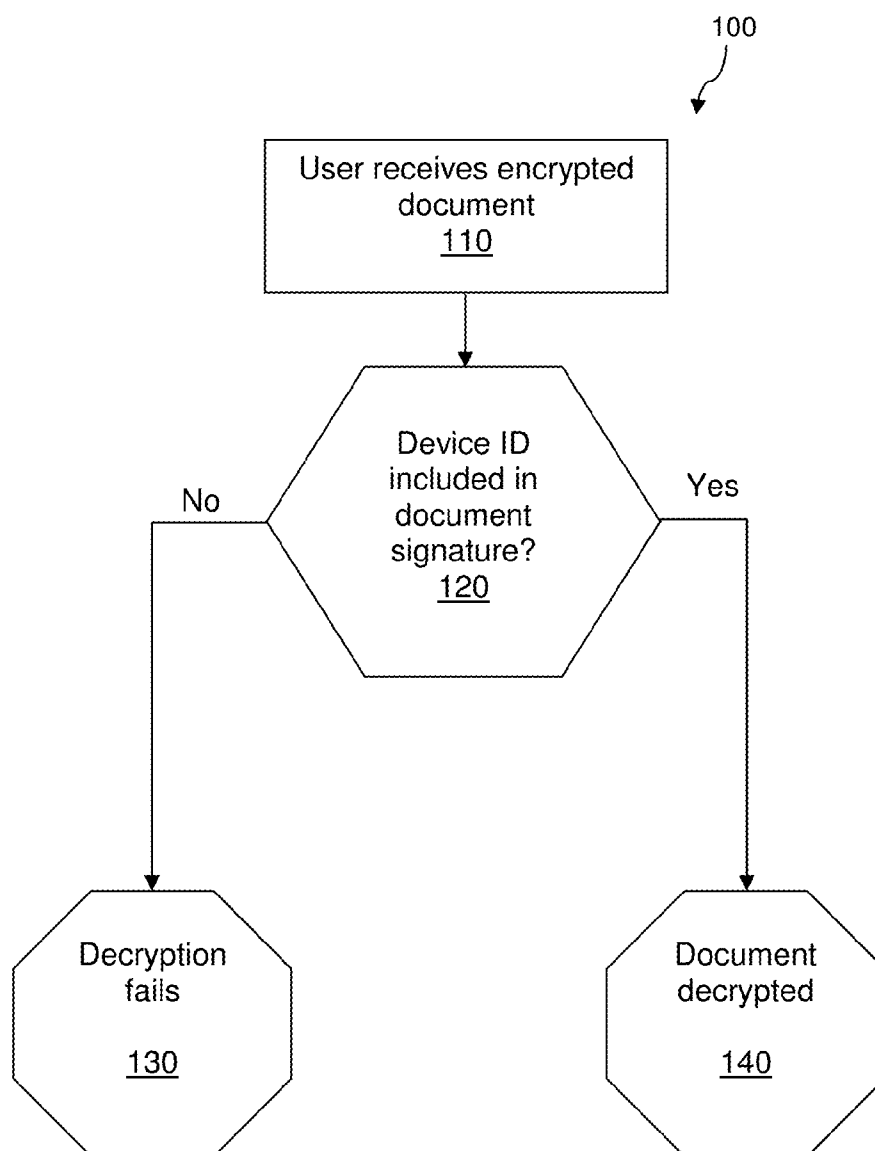 100
User receives encrypted
document
110
Device ID
included in
document
signature?
120
No
Yes
Decryption
fails
130
Document
decrypted
140